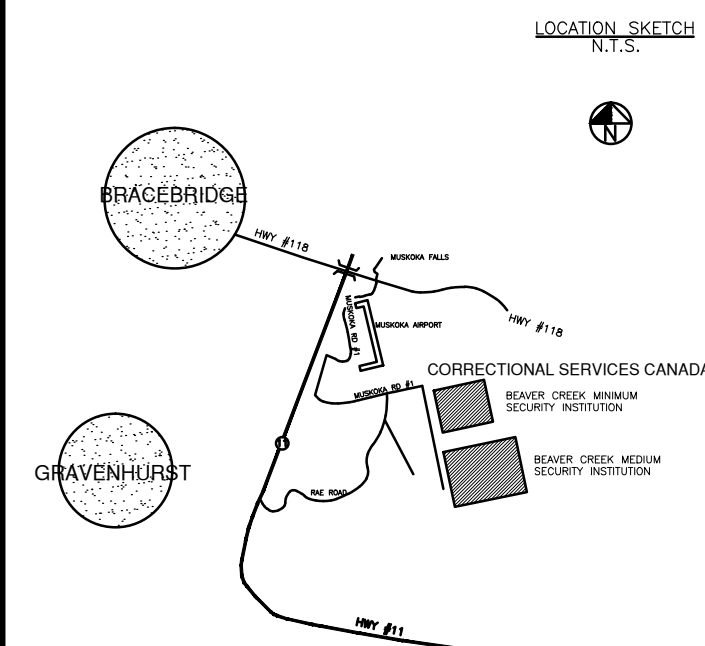 LOCATION SKETCH
N.T.S.
N
BRACEBRIDGE
HWY #118
MUSKOKA FALLS
MUSKOKA RD #1
MUSKOKA AIRPORT
HWY #118
CORRECTIONAL SERVICES CANADA
MUSKOKA RD #1
BEAVER CREEK MINIMUM
SECURITY INSTITUTION
11
GRAVENHURST
BEAVER CREEK MEDIUM
SECURITY INSTITUTION
RAE ROAD
HWY #11